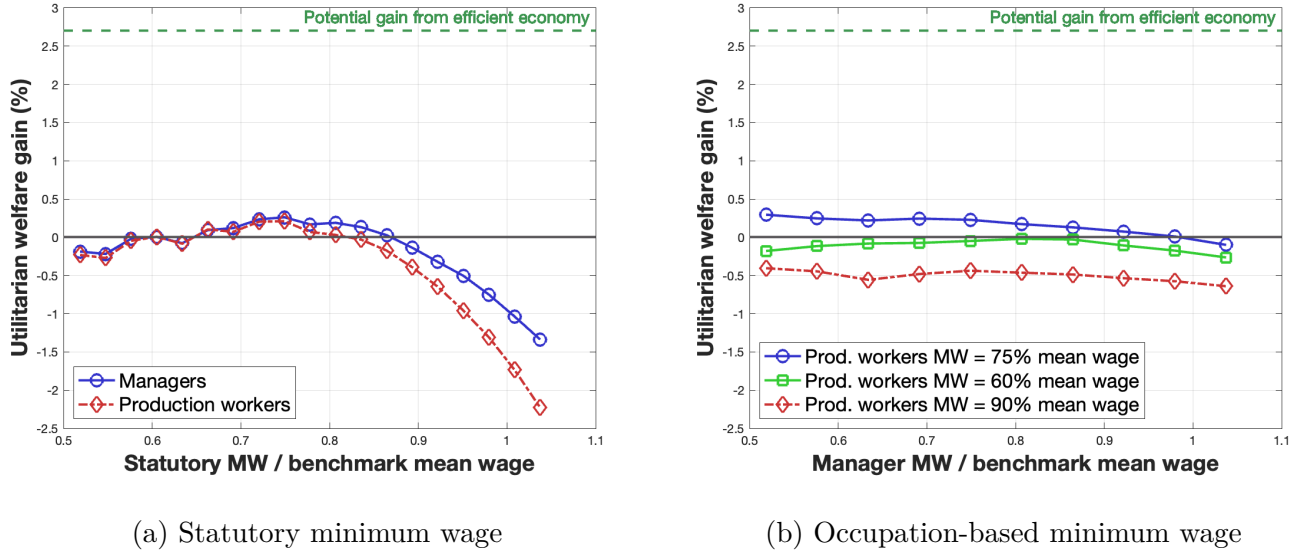 Potential gain from efficient economy
3
2.5
2
1.5
1
0.5
0
-0.5
-1
-1.5
-2
-2.5
Utilitarian welfare gain (%)
Managers
Production workers
0.5 0.6 0.7 0.8 0.9 1 1.1
Statutory MW / benchmark mean wage
(a) Statutory minimum wage
Potential gain from efficient economy
3
2.5
2
1.5
1
0.5
0
-0.5
-1
-1.5
-2
-2.5
Utilitarian welfare gain (%)
Prod. workers MW = 75% mean wage
Prod. workers MW = 60% mean wage
Prod. workers MW = 90% mean wage
0.5 0.6 0.7 0.8 0.9 1 1.1
Manager MW / benchmark mean wage
(b) Occupation-based minimum wage